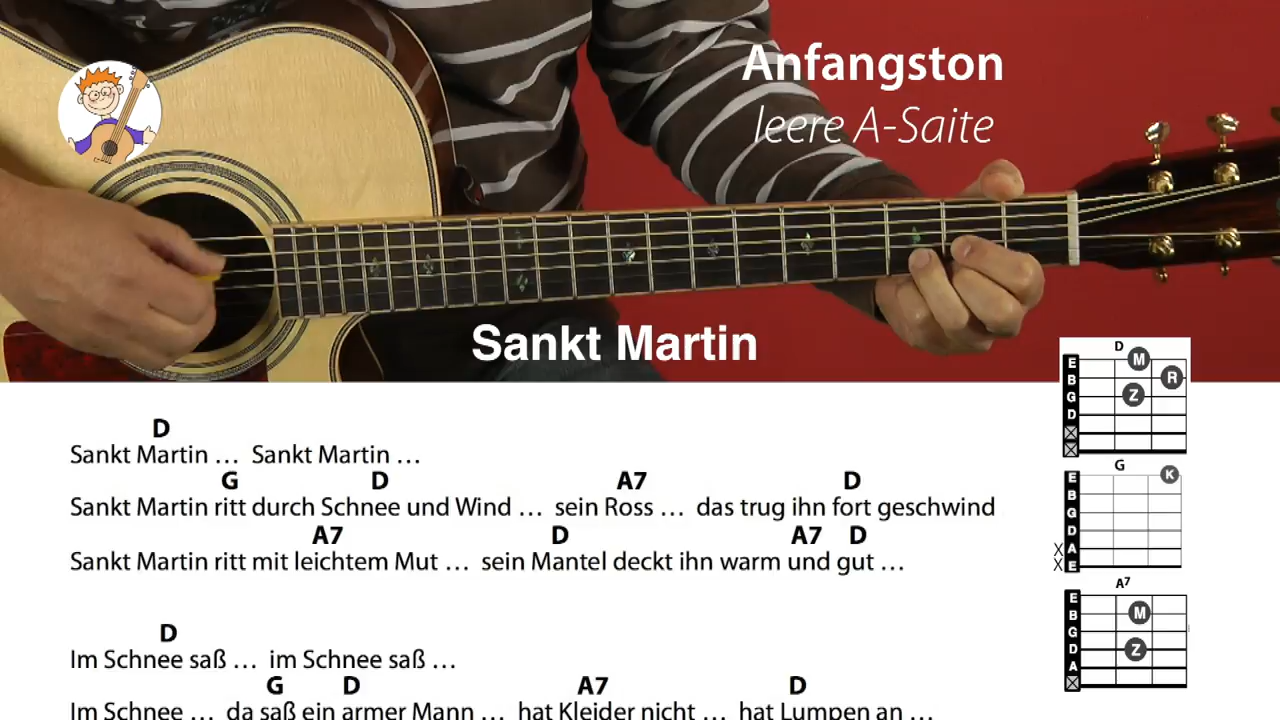 Anfangston
leere A-Saite
Sankt Martin
D
Sankt Martin … Sankt Martin …
G D A7 D
Sankt Martin ritt durch Schnee und Wind … sein Ross … das trug ihn fort geschwind
A7 D A7 D
Sankt Martin ritt mit leichtem Mut … sein Mantel deckt ihn warm und gut …
D
Im Schnee saß … im Schnee saß …
G D A7 D
Im Schnee … da saß ein armer Mann … hat Kleider nicht … hat Lumpen an …
D
E M
B R
G Z
D
X
X
G
E K
B
G
D
X A
X E
A7
E
B M
G
D Z
A
X